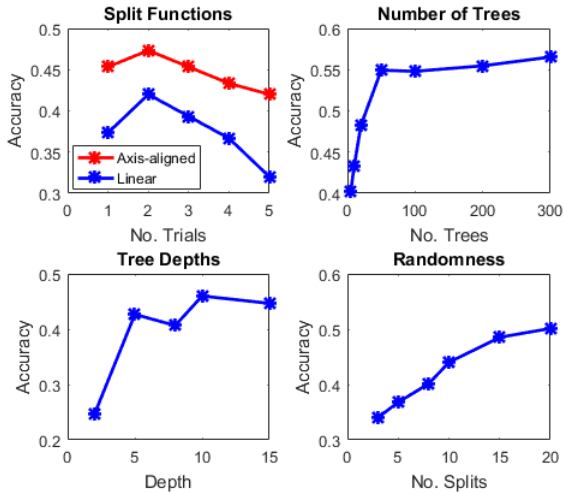 Split Functions
0.5
0.45
0.4
0.35
0.3
Accuracy
Axis-aligned
Linear
0 1 2 3 4 5
No. Trials
Number of Trees
0.6
0.55
0.5
0.45
0.4
Accuracy
0 100 200 300
No. Trees
Tree Depths
0.5
0.4
0.3
0.2
Accuracy
0 5 10 15
Depth
Randomness
0.6
0.5
0.4
0.3
Accuracy
0 5 10 15 20
No. Splits